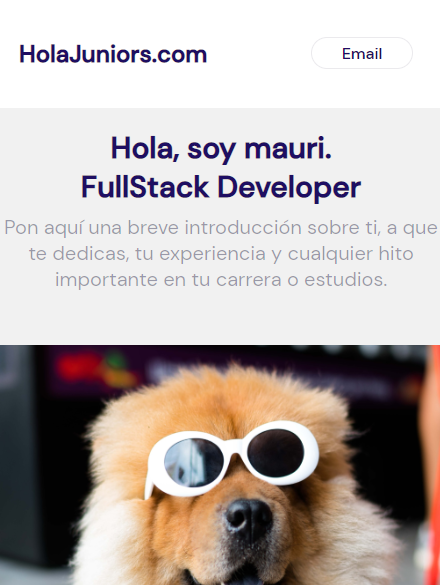 HolaJuniors.com
Email
Hola, soy mauri.
FullStack Developer
Pon aquí una breve introducción sobre ti, a que
te dedicas, tu experiencia y cualquier hito
importante en tu carrera o estudios.